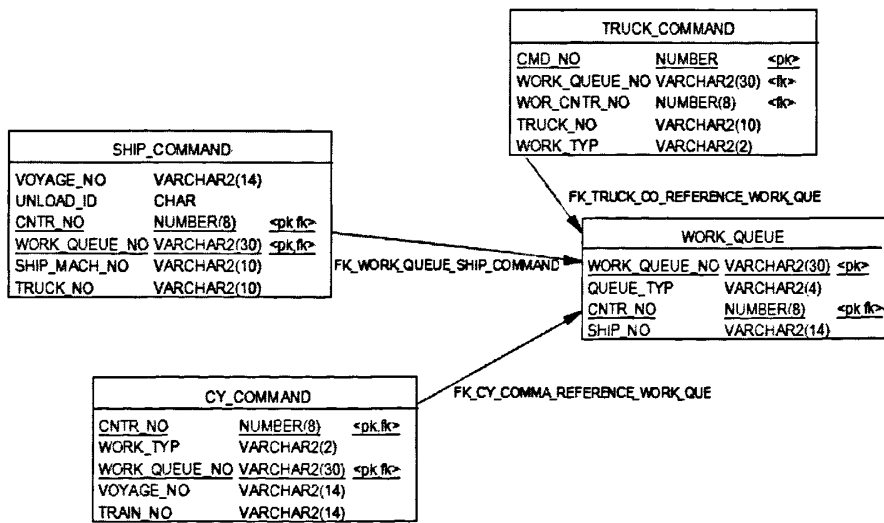 TRUCK_COMMAND
CMD_NO NUMBER <pk>
WORK_QUEUE_NO VARCHAR2(30) <fk>
WOR_CNTR_NO NUMBER(8) <fk>
TRUCK_NO VARCHAR2(10)
WORK_TYP VARCHAR2(2)
SHIP_COMMAND
VOYAGE_NO VARCHAR2(14)
UNLOAD_ID CHAR
CNTR_NO NUMBER(8) <pk,fk>
WORK_QUEUE_NO VARCHAR2(30) <pk,fk>
SHIP_MACH_NO VARCHAR2(10)
TRUCK_NO VARCHAR2(10)
FK_TRUCK_CO_REFERENCE_WORK_QUE
FK_WORK_QUEUE_SHIP_COMMAND
WORK_QUEUE
WORK_QUEUE_NO VARCHAR2(30) <pk>
QUEUE_TYP VARCHAR2(4)
CNTR_NO NUMBER(8) <pk,fk>
SHIP_NO VARCHAR2(14)
FK_CY_COMMA_REFERENCE_WORK_QUE
CY_COMMAND
CNTR_NO NUMBER(8) <pk,fk>
WORK_TYP VARCHAR2(2)
WORK_QUEUE_NO VARCHAR2(30) <pk,fk>
VOYAGE_NO VARCHAR2(14)
TRAIN_NO VARCHAR2(14)